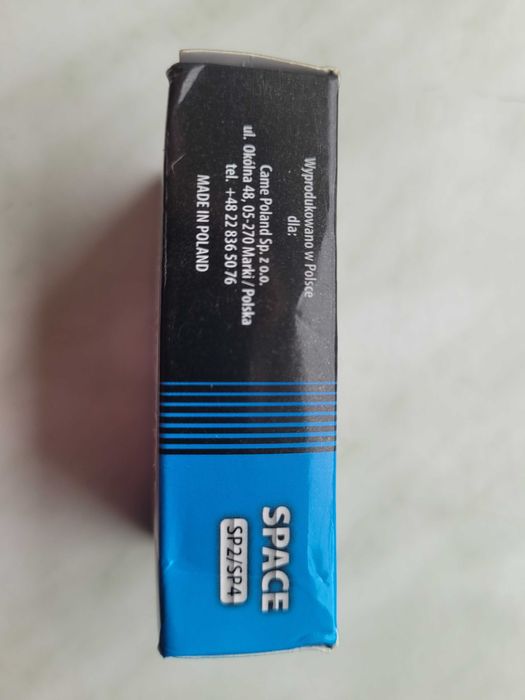 Wyprodukowano w Polsce
dla:
Came Poland Sp. z o.o.
ul. Okólna 48, 05-270 Marki / Polska
tel. +48 22 836 50 76
MADE IN POLAND
SPACE
SP2/SP4